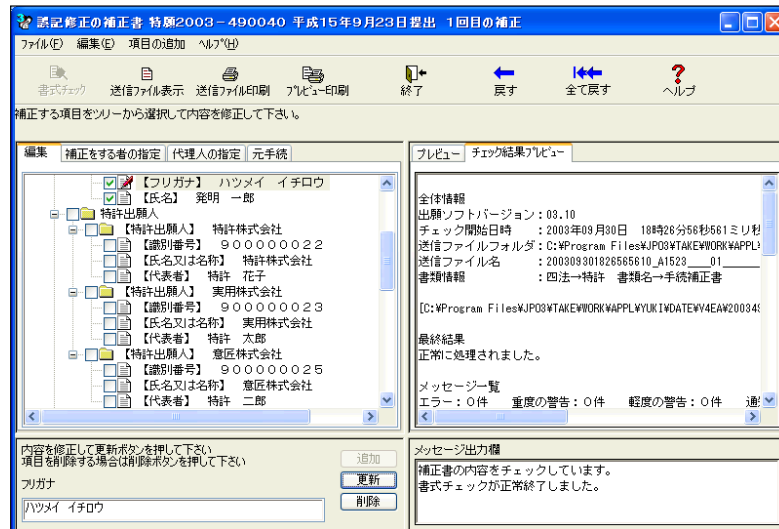 誤記修正の補正書 特願2003-490040 平成15年9月23日提出 1回目の補正
ファイル(F) 編集(E) 項目の追加 ヘルプ(H)
書式チェック 送信ファイル表示 送信ファイル印刷 プレビュー印刷 終了 戻す 全て戻す ヘルプ
補正する項目をツリーから選択して内容を修正して下さい。
編集 補正をする者の指定 代理人の指定 元手続
【フリガナ】 ハツメイ イチロウ
【氏名】 発明 一郎
特許出願人
【特許出願人】 特許株式会社
【識別番号】 900000022
【氏名又は名称】 特許株式会社
【代表者】 特許 花子
【特許出願人】 実用株式会社
【識別番号】 900000023
【氏名又は名称】 実用株式会社
【代表者】 特許 太郎
【特許出願人】 意匠株式会社
【識別番号】 900000025
【氏名又は名称】 意匠株式会社
【代表者】 特許 二郎
プレビュー チェック結果プレビュー
全体情報
出願ソフトバージョン:03.10
チェック開始日時 :2003年09月30日 18時26分56秒561ミリ秒
送信ファイルフォルダ:C:¥Program Files¥JPO3¥TAKE¥WORK¥APPL¥
送信ファイル名 :200309301826565610_A1523____01______
書類情報 :四法→特許 書類名→手続補正書
[C:¥Program Files¥JPO3¥TAKE¥WORK¥APPL¥YUKI¥DATE¥V4EA¥200349
最終結果
正常に処理されました。
メッセージ一覧
エラー:0件 重度の警告:0件 軽度の警告:0件 通知
内容を修正して更新ボタンを押して下さい
項目を削除する場合は削除ボタンを押して下さい
フリガナ
ハツメイ イチロウ
追加
更新
削除
メッセージ出力欄
補正書の内容をチェックしています。
書式チェックが正常終了しました。